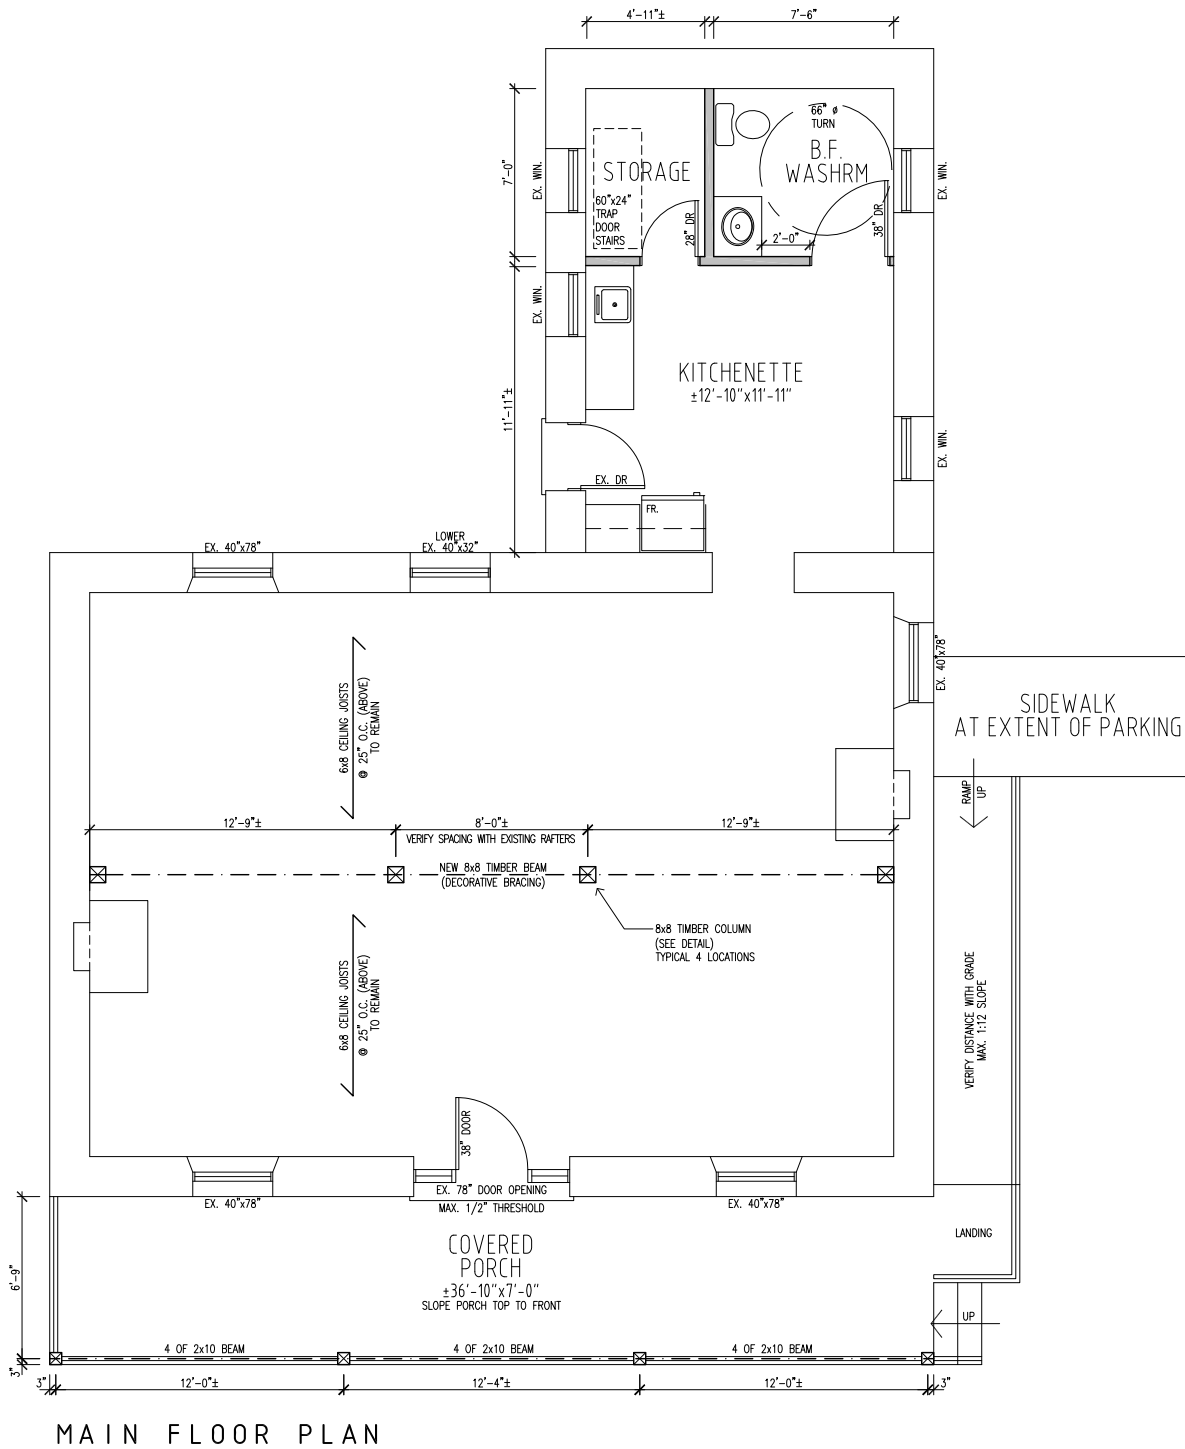 4'-11"±
7'-6"
7'-0"
EX. WIN.
STORAGE
60"x24"
TRAP
DOOR
STAIRS
28" DR
66" ø
TURN
B.F.
WASHRM
2'-0"
38" DR
EX. WIN.
EX. WIN.
11'-11"±
KITCHENETTE
±12'-10"x11'-11"
EX. WIN.
EX. DR
FR.
EX. 40"x78"
LOWER
EX. 40"x32"
EX. 40"x78"
6x8 CEILING JOISTS
@ 25" O.C. (ABOVE)
TO REMAIN
SIDEWALK
AT EXTENT OF PARKING
RAMP
UP
12'-9"±
8'-0"±
12'-9"±
VERIFY SPACING WITH EXISTING RAFTERS
NEW 8x8 TIMBER BEAM
(DECORATIVE BRACING)
8x8 TIMBER COLUMN
(SEE DETAIL)
TYPICAL 4 LOCATIONS
6x8 CEILING JOISTS
@ 25" O.C. (ABOVE)
TO REMAIN
VERIFY DISTANCE WITH GRADE
MAX. 1:12 SLOPE
38" DOOR
EX. 40"x78"
EX. 78" DOOR OPENING
MAX. 1/2" THRESHOLD
EX. 40"x78"
LANDING
6'-9"
COVERED
PORCH
±36'-10"x7'-0"
SLOPE PORCH TOP TO FRONT
UP
4 OF 2x10 BEAM
4 OF 2x10 BEAM
4 OF 2x10 BEAM
3"
3"
12'-0"±
12'-4"±
12'-0"±
3"
MAIN FLOOR PLAN